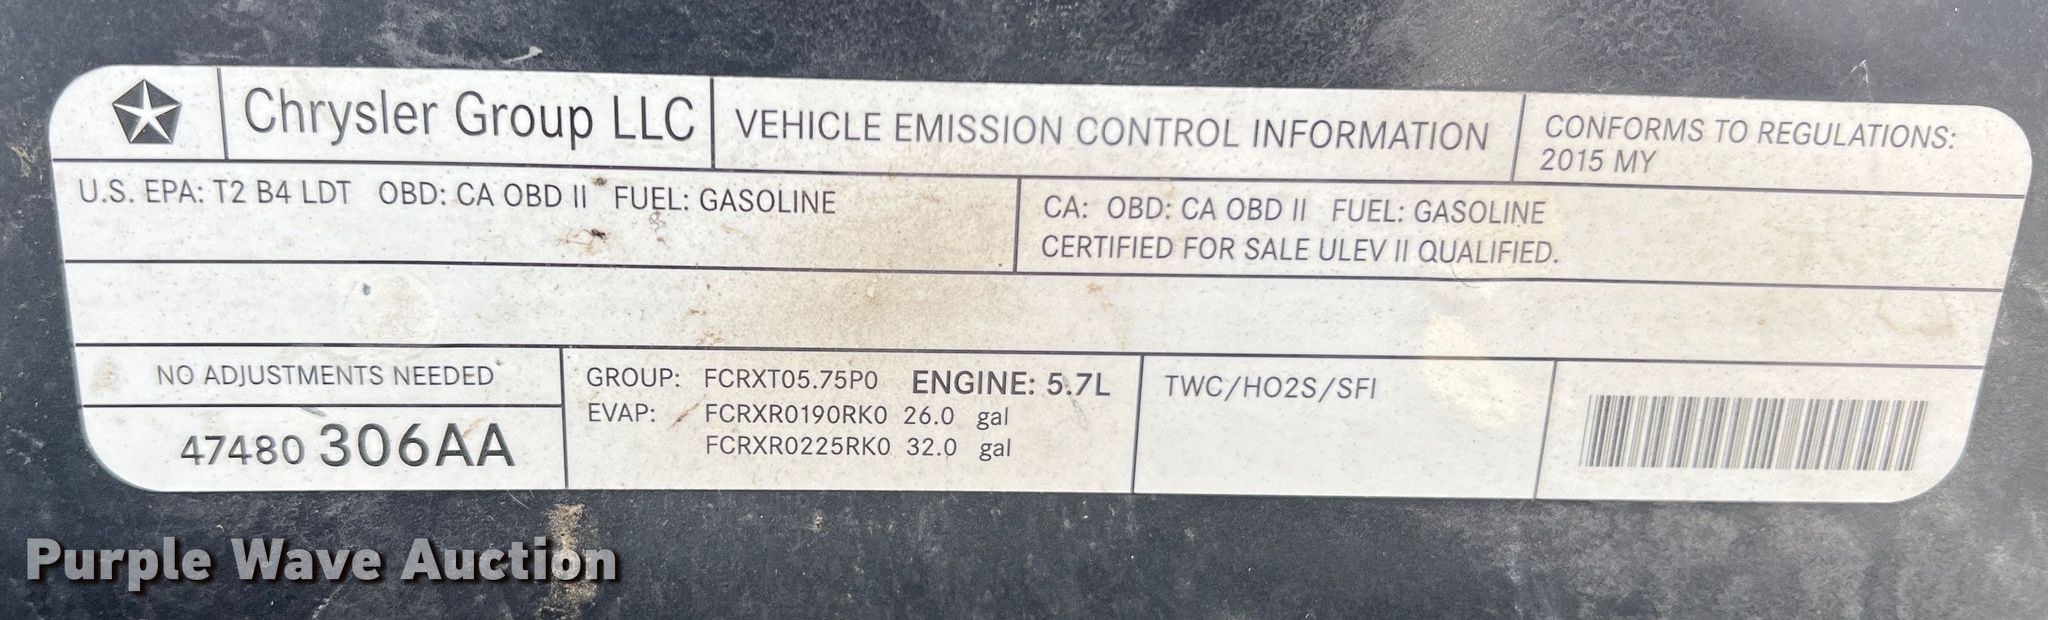 Chrysler Group LLC
VEHICLE EMISSION CONTROL INFORMATION
CONFORMS TO REGULATIONS:
2015 MY
U.S. EPA: T2 B4 LDT OBD: CA OBD II FUEL: GASOLINE
CA: OBD: CA OBD II FUEL: GASOLINE
CERTIFIED FOR SALE ULEV II QUALIFIED.
NO ADJUSTMENTS NEEDED
47480 306AA
GROUP: FCRXT05.75P0 ENGINE: 5.7L
EVAP: FCRXR0190RK0 26.0 gal
FCRXR0225RK0 32.0 gal
TWC/HO2S/SFI
Purple Wave Auction